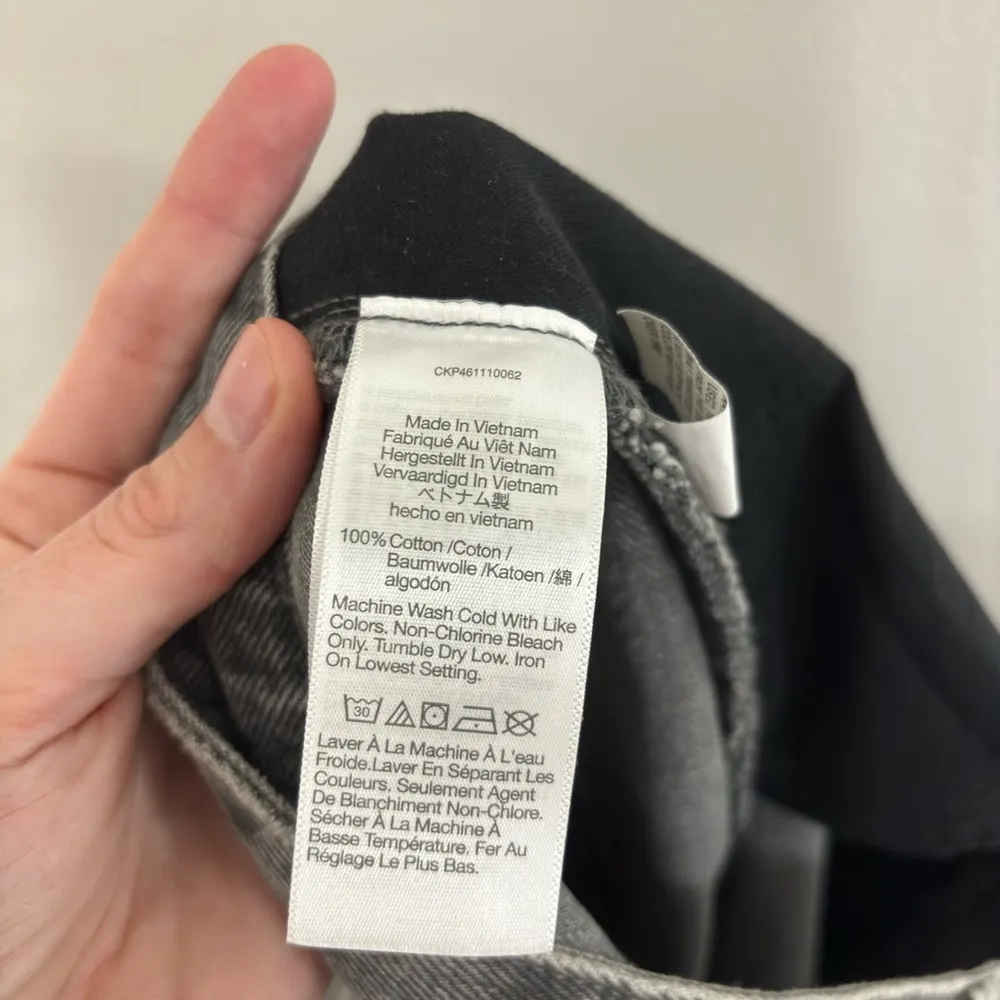 CKP461110062
Made In Vietnam
Fabriqué Au Viêt Nam
Hergestellt In Vietnam
Vervaardigd In Vietnam
ベトナム製
hecho en vietnam
100% Cotton /Coton /
Baumwolle /Katoen /綿 /
algodón
Machine Wash Cold With Like
Colors. Non-Chlorine Bleach
Only. Tumble Dry Low. Iron
On Lowest Setting.
30
Laver À La Machine À L'eau
Froide.Laver En Séparant Les
Couleurs. Seulement Agent
De Blanchiment Non-Chlore.
Sécher À La Machine À
Basse Température. Fer Au
Réglage Le Plus Bas.